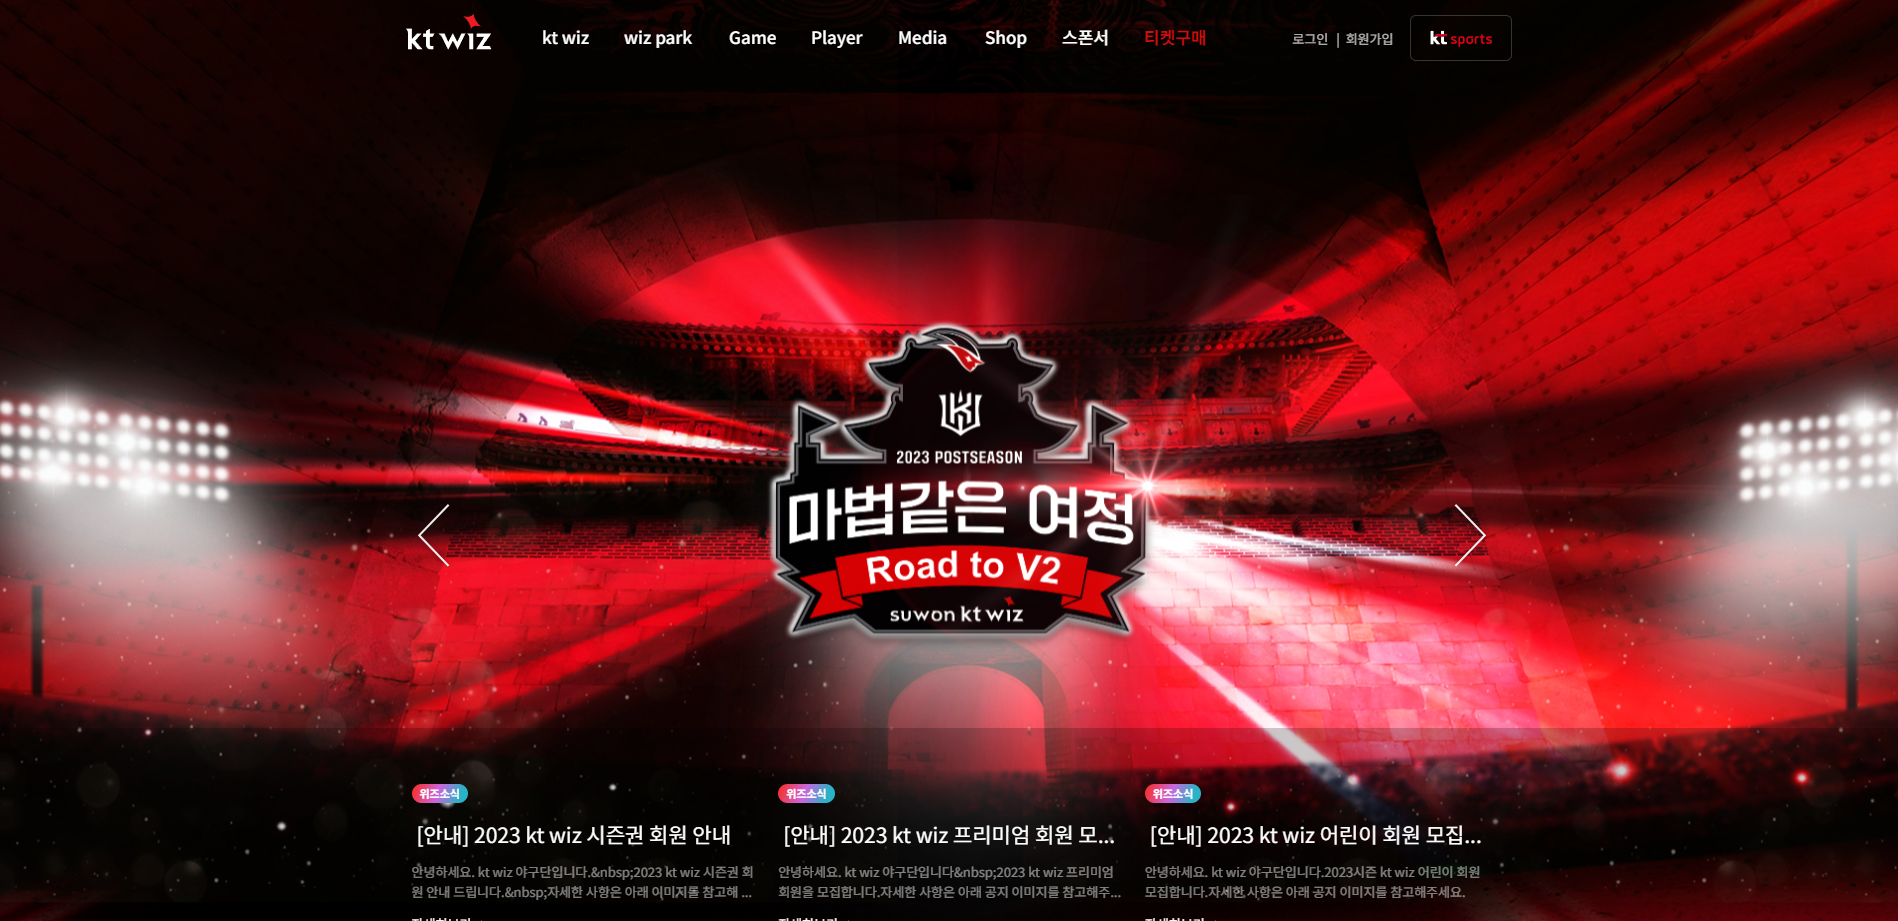 kt wiz
kt wiz wiz park Game Player Media Shop 스폰서 티켓구매
로그인 | 회원가입
kt sports
2023 POSTSEASON
마법같은 여정
Road to V2
suwon kt wiz
위즈소식
[안내] 2023 kt wiz 시즌권 회원 안내
안녕하세요. kt wiz 야구단입니다.&nbsp;2023 kt wiz 시즌권 회
원 안내 드립니다.&nbsp;자세한 사항은 아래 이미지를 참고해 ...
위즈소식
[안내] 2023 kt wiz 프리미엄 회원 모...
안녕하세요. kt wiz 야구단입니다&nbsp;2023 kt wiz 프리미엄
회원을 모집합니다.자세한 사항은 아래 공지 이미지를 참고해주...
위즈소식
[안내] 2023 kt wiz 어린이 회원 모집...
안녕하세요. kt wiz 야구단입니다.2023시즌 kt wiz 어린이 회원
모집합니다.자세한 사항은 아래 공지 이미지를 참고해주세요.